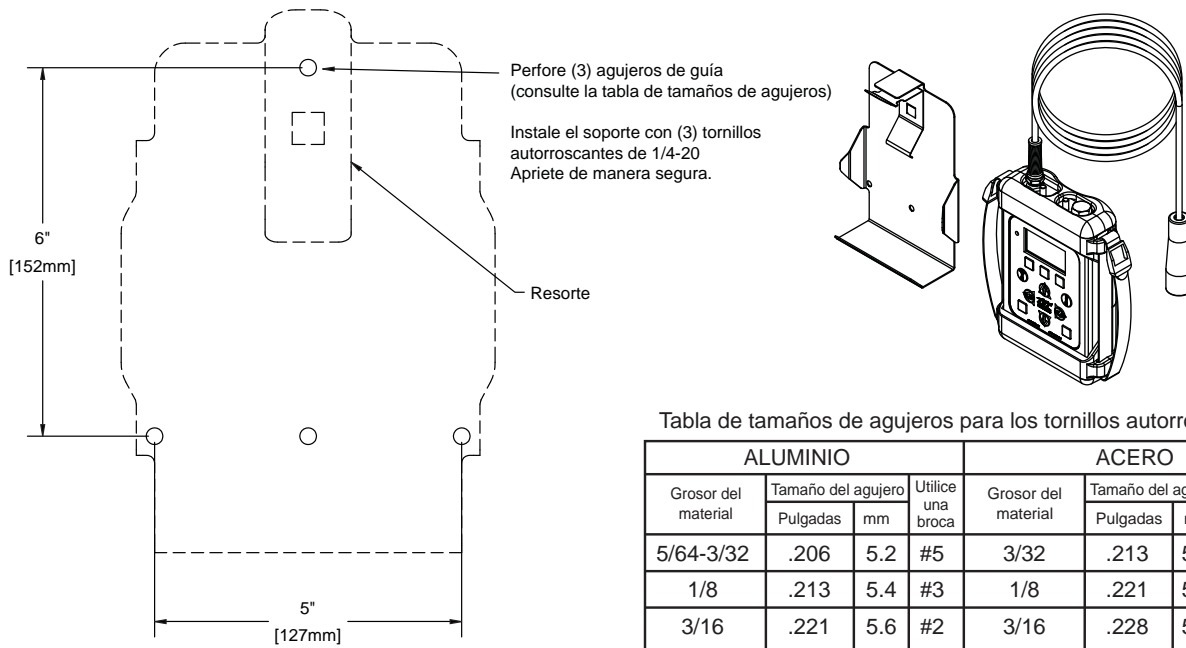 Perfore (3) agujeros de guía
(consulte la tabla de tamaños de agujeros)
Instale el soporte con (3) tornillos
autorroscantes de 1/4-20
Apriete de manera segura.
6"
[152mm]
Resorte
5"
[127mm]
Tabla de tamaños de agujeros para los tornillos
ALUMINIO ACERO
Grosor del material Tamaño del agujero Utilice una broca Grosor del material Tamaño del
Pulgadas mm Pulgadas
5/64-3/32 .206 5.2 #5 3/32 .213
1/8 .213 5.4 #3 1/8 .221
3/16 .221 5.6 #2 3/16 .228